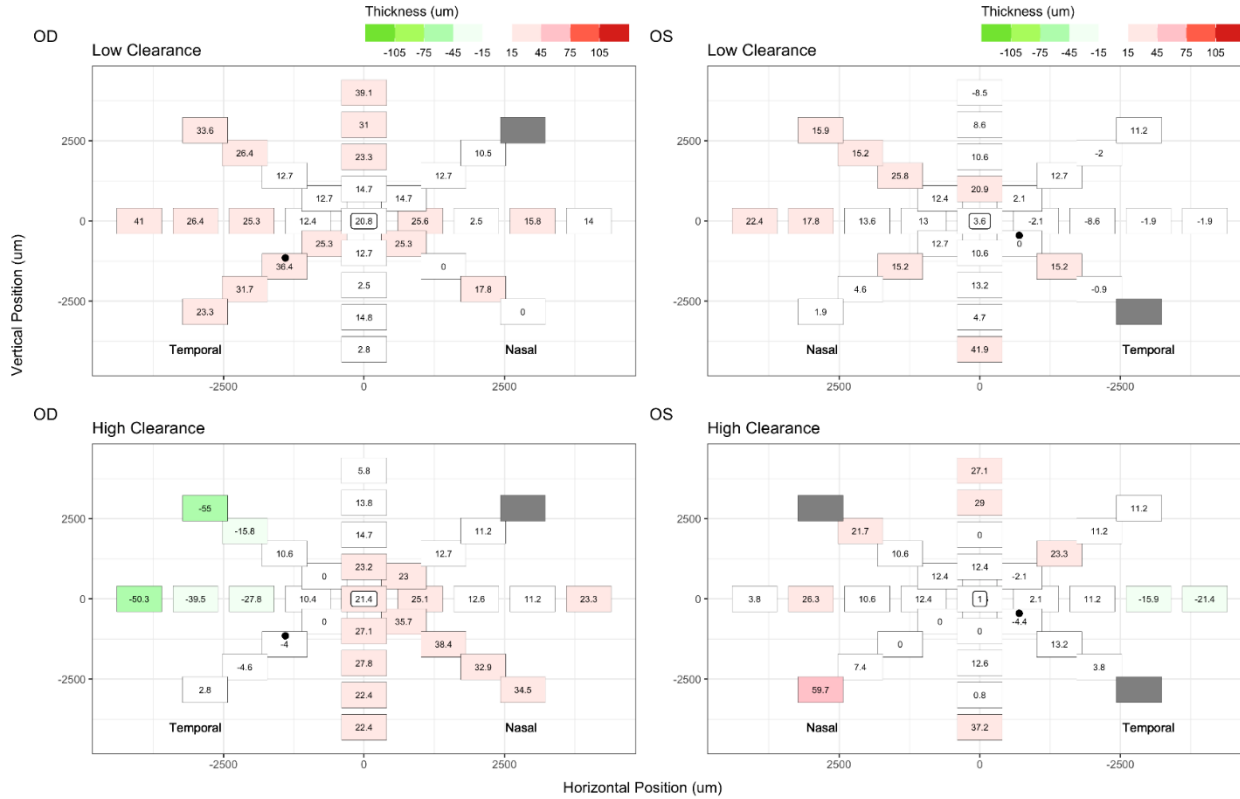 Thickness (um)
-105 -75 -45 -15 15 45 75 105
OD
Low Clearance
39.1
33.6 31
26.4 23.3 10.5
12.7 12.7
12.7 14.7 14.7
41 26.4 25.3 12.4 20.8 25.6 2.5 15.8 14
25.3 12.7 25.3
36.4 0
31.7 2.5 17.8
23.3 14.8 0
2.8
Temporal Nasal
2500
0
-2500
-2500 0 2500
Thickness (um)
-105 -75 -45 -15 15 45 75 105
OS
Low Clearance
-8.5
15.9 8.6 11.2
15.2 10.6 -2
25.8 12.7
12.4 20.9 2.1
22.4 17.8 13.6 13 3.6 -2.1 -8.6 -1.9 -1.9
12.7 10.6 0
15.2 15.2
4.6 13.2 -0.9
1.9 4.7
41.9
Nasal Temporal
2500
0
-2500
2500 0 -2500
OD
High Clearance
5.8
-55 13.8
-15.8 14.7 11.2
10.6 12.7
0 23.2 23
-50.3 -39.5 -27.8 10.4 21.4 25.1 12.6 11.2 23.3
0 27.1 35.7
-4 38.4
-4.6 27.8 32.9
2.8 22.4 34.5
22.4
Temporal Nasal
2500
0
-2500
-2500 0 2500
OS
High Clearance
27.1
29 11.2
21.7 0 11.2
10.6 23.3
12.4 12.4 -2.1
3.8 26.3 10.6 12.4 2.1 11.2 -15.9 -21.4
0 0 -4.4
0 13.2
7.4 12.6 3.8
59.7 0.8
37.2
Nasal Temporal
2500
0
-2500
2500 0 -2500
Vertical Position (um)
Horizontal Position (um)